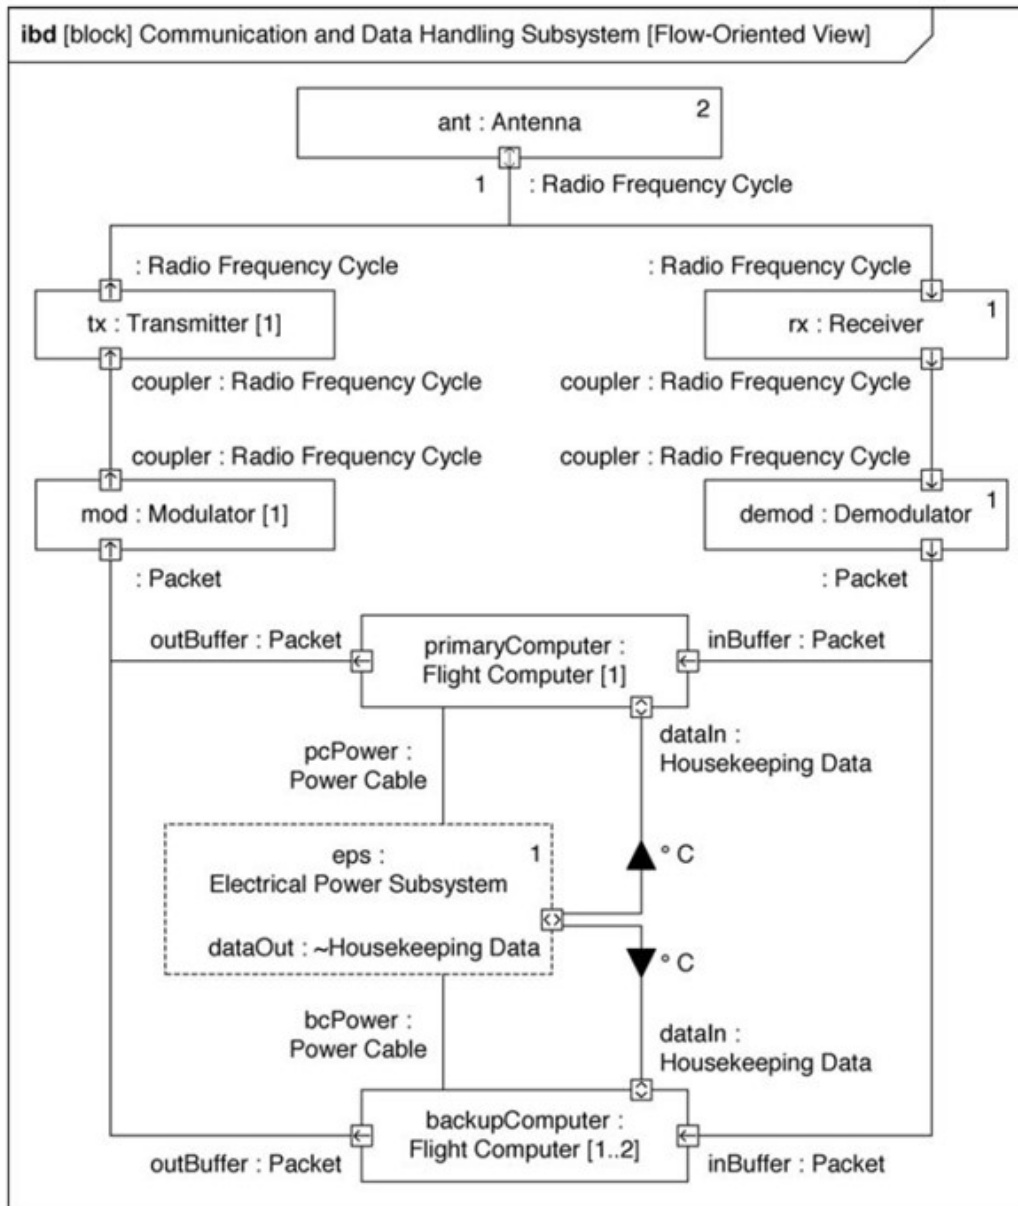 ibd [block] Communication and Data Handling Subsystem [Flow-Oriented View]
ant : Antenna
2
1
: Radio Frequency Cycle
: Radio Frequency Cycle
: Radio Frequency Cycle
tx : Transmitter [1]
rx : Receiver
1
coupler : Radio Frequency Cycle
coupler : Radio Frequency Cycle
coupler : Radio Frequency Cycle
coupler : Radio Frequency Cycle
mod : Modulator [1]
demod : Demodulator
1
: Packet
: Packet
outBuffer : Packet
primaryComputer :
Flight Computer [1]
inBuffer : Packet
pcPower :
Power Cable
dataIn :
Housekeeping Data
eps :
1
Electrical Power Subsystem
dataOut : ~Housekeeping Data
° C
° C
bcPower :
Power Cable
dataIn :
Housekeeping Data
backupComputer :
Flight Computer [1..2]
outBuffer : Packet
inBuffer : Packet